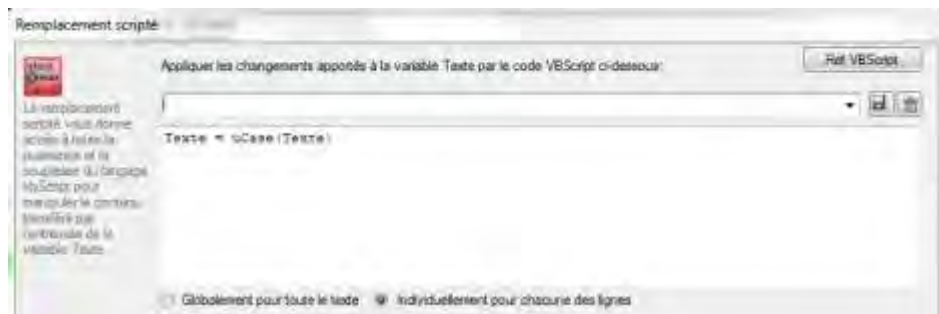 Remplacement scripté
Appliquer les changements apportés à la variable Texte par le code VBScript ci-dessous:
Réf VBScript
Le remplacement
scripté vous donne
accès à toute la
puissance et la
souplesse du langage
VbScript pour
manipuler le contenu
transféré par
l'entremise de la
variable Texte
Texte = uCase(Texte)
Globalement pour toute le texte
Individuellement pour chacune des lignes